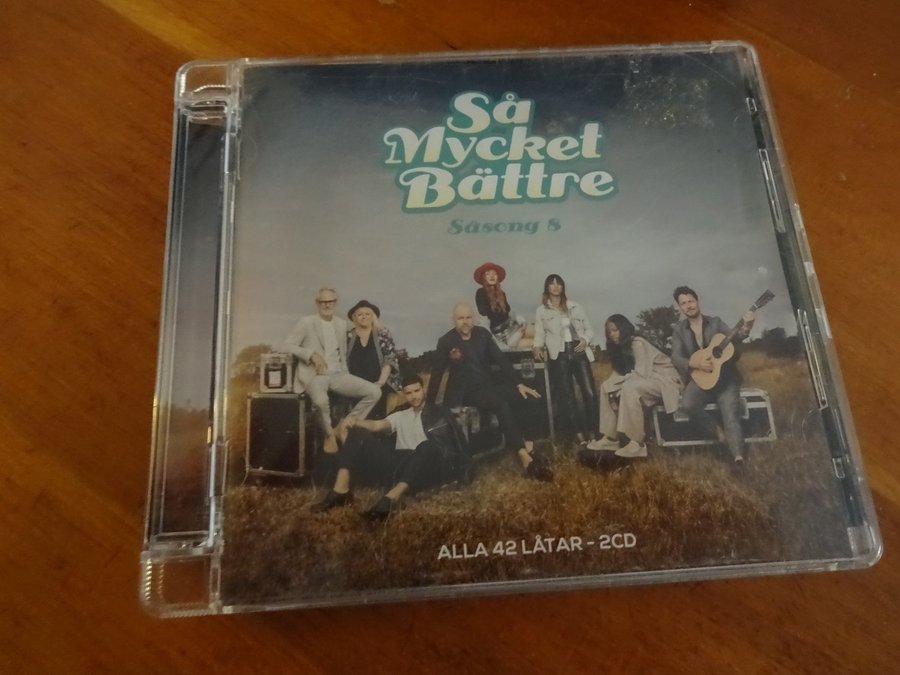 Så
Mycket
Bättre
Säsong 8
ALLA 42 LÅTAR - 2CD